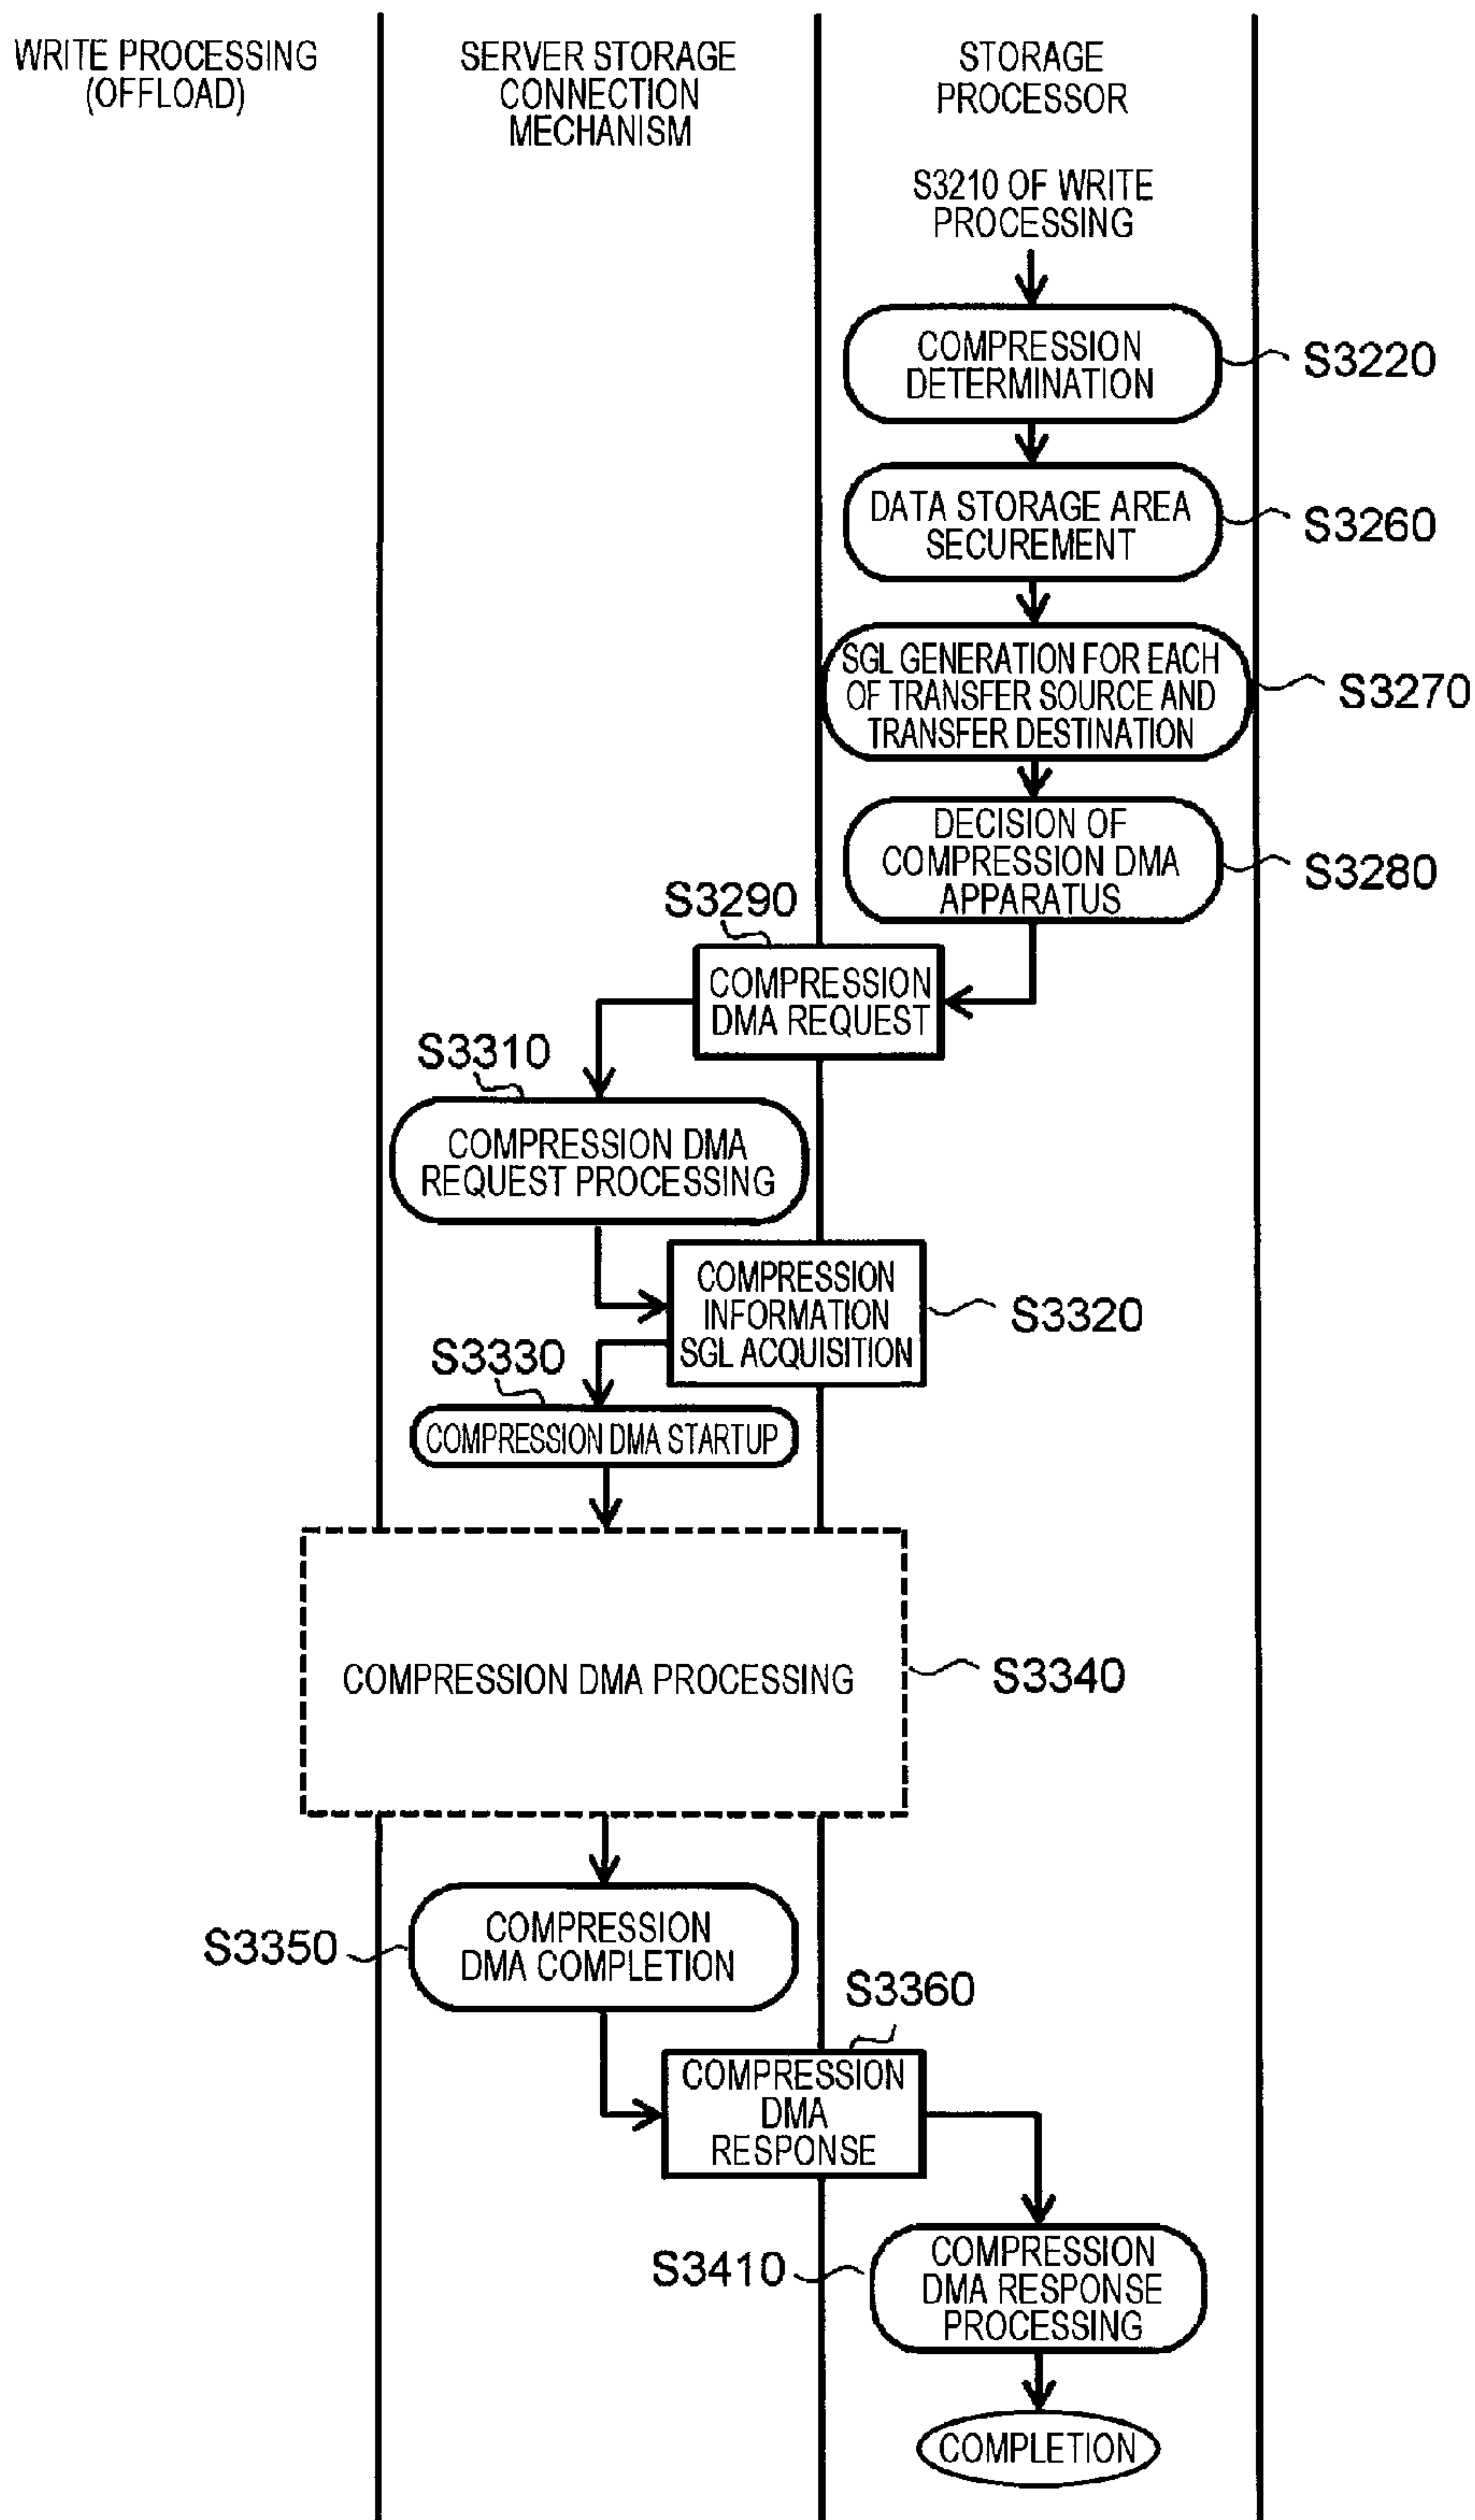 WRITE PROCESSING
(OFFLOAD)
SERVER STORAGE
CONNECTION
MECHANISM
STORAGE
PROCESSOR
S3210 OF WRITE
PROCESSING
COMPRESSION
DETERMINATION
S3220
DATA STORAGE AREA
SECUREMENT
S3260
SGL GENERATION FOR EACH
OF TRANSFER SOURCE AND
TRANSFER DESTINATION
S3270
DECISION OF
COMPRESSION DMA
APPARATUS
S3280
S3290
COMPRESSION
DMA REQUEST
S3310
COMPRESSION DMA
REQUEST PROCESSING
COMPRESSION
INFORMATION
SGL ACQUISITION
S3320
S3330
COMPRESSION DMA STARTUP
COMPRESSION DMA PROCESSING
S3340
S3350
COMPRESSION
DMA COMPLETION
S3360
COMPRESSION
DMA
RESPONSE
S3410
COMPRESSION
DMA RESPONSE
PROCESSING
COMPLETION